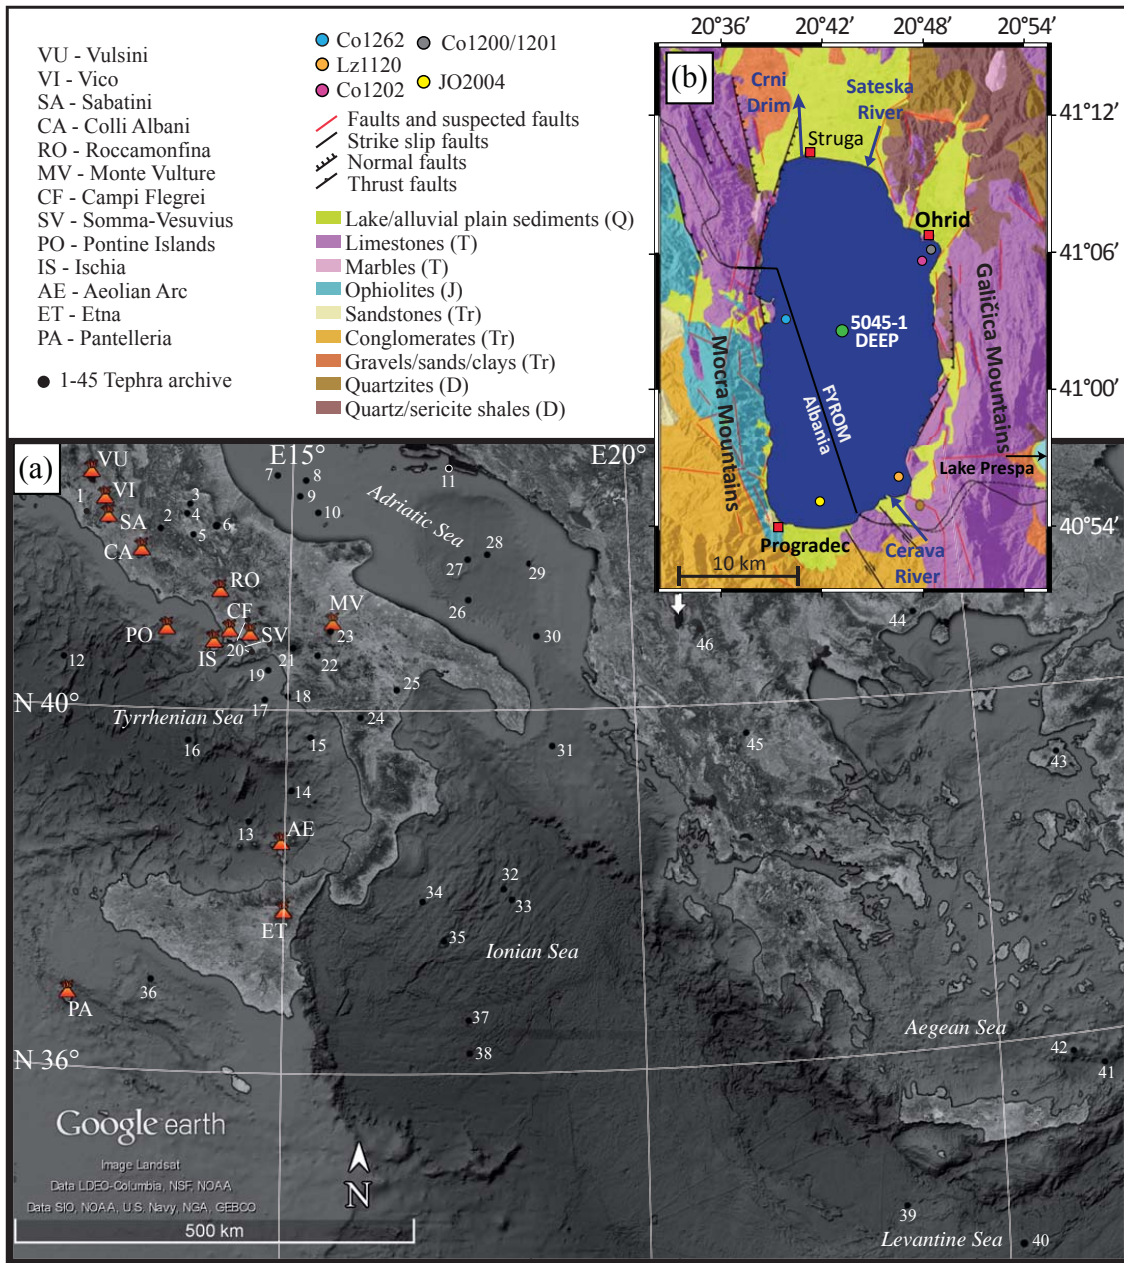 VU - Vulsini
VI - Vico
SA - Sabatini
CA - Colli Albani
RO - Roccamonfina
MV - Monte Vulture
CF - Campi Flegrei
SV - Somma-Vesuvius
PO - Pontine Islands
IS - Ischia
AE - Aeolian Arc
ET - Etna
PA - Pantelleria
1-45 Tephra archive
Co1262
Lz1120
Co1202
Co1200/1201
JO2004
Faults and suspected faults
Strike slip faults
Normal faults
Thrust faults
Lake/alluvial plain sediments (Q)
Limestones (T)
Marbles (T)
Ophiolites (J)
Sandstones (Tr)
Conglomerates (Tr)
Gravels/sands/clays (Tr)
Quartzites (D)
Quartz/sericite shales (D)
20°36′ 20°42′ 20°48′ 20°54′
(b)
Crni
Drim
Sateska
River
Struga
41°12′
Ohrid
41°06′
5045-1
DEEP
Galičica Mountains
Mocra Mountains
FYROM
Albania
41°00′
Lake Prespa
40°54′
Progradec
Cerava
River
10 km
(a)
E15° E20°
VU
VI
SA
CA
RO
CF
MV
PO
IS
SV
AE
ET
PA
1
2
3
4
5
6
7
8
9
10
11
12
13
14
15
16
17
18
19
20
21
22
23
24
25
26
27
28
29
30
31
32
33
34
35
36
37
38
39
40
41
42
43
44
45
46
Adriatic Sea
N 40°
Tyrrhenian Sea
Ionian Sea
Aegean Sea
N 36°
Levantine Sea
Google earth
Image Landsat
Data LDEO-Columbia, NSF, NOAA
Data SIO, NOAA, U.S. Navy, NGA, GEBCO
500 km
N